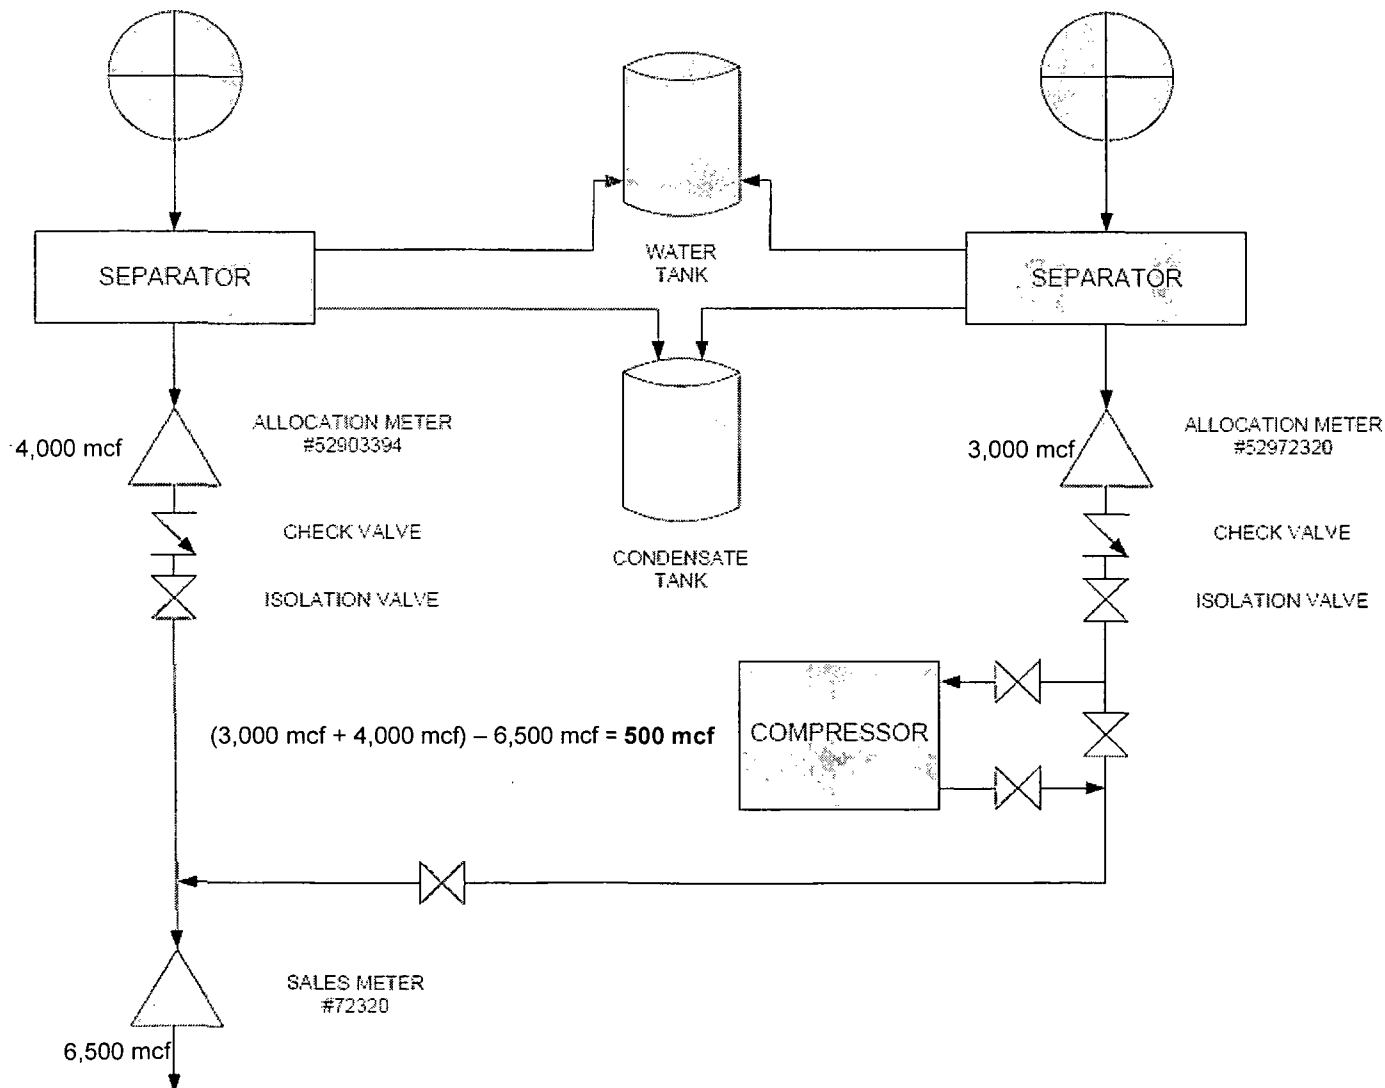 WATER
TANK
SEPARATOR
SEPARATOR
ALLOCATION METER
#52903394
4,000 mcf
ALLOCATION METER
#52972320
3,000 mcf
CHECK VALVE
CHECK VALVE
CONDENSATE
TANK
ISOLATION VALVE
ISOLATION VALVE
(3,000 mcf + 4,000 mcf) – 6,500 mcf = 500 mcf
COMPRESSOR
SALES METER
#72320
6,500 mcf